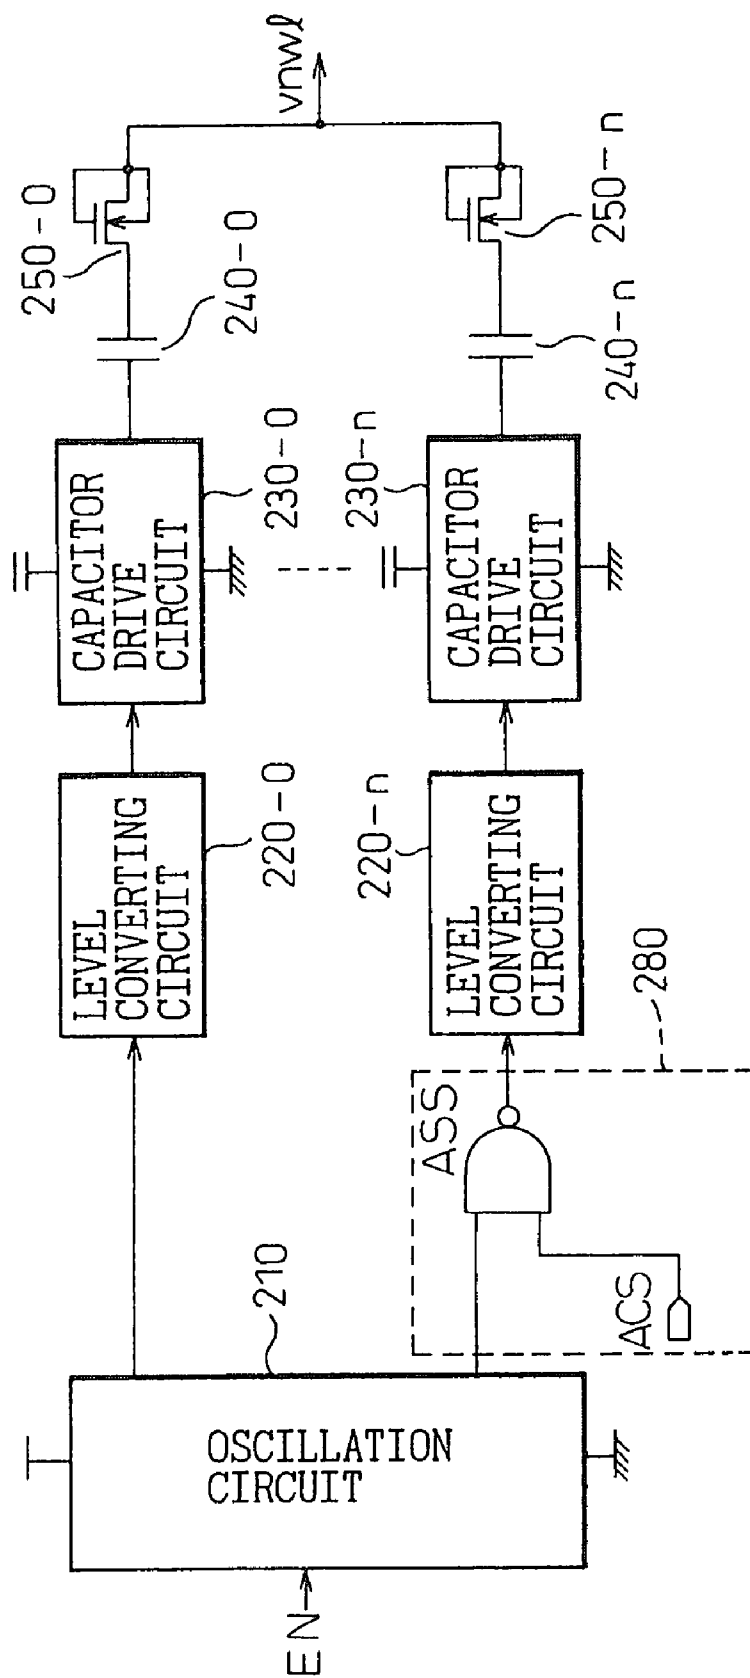 EN
OSCILLATION
CIRCUIT
210
LEVEL
CONVERTING
CIRCUIT
220-0
CAPACITOR
DRIVE
CIRCUIT
230-0
240-0
250-0
vnwl
ACS
ASS
280
LEVEL
CONVERTING
CIRCUIT
220-n
CAPACITOR
DRIVE
CIRCUIT
230-n
240-n
250-n